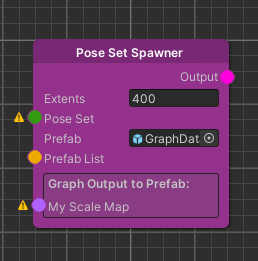 Pose Set Spawner
Output
Extents 400
Pose Set
Prefab GraphDat
Prefab List
Graph Output to Prefab:
My Scale Map